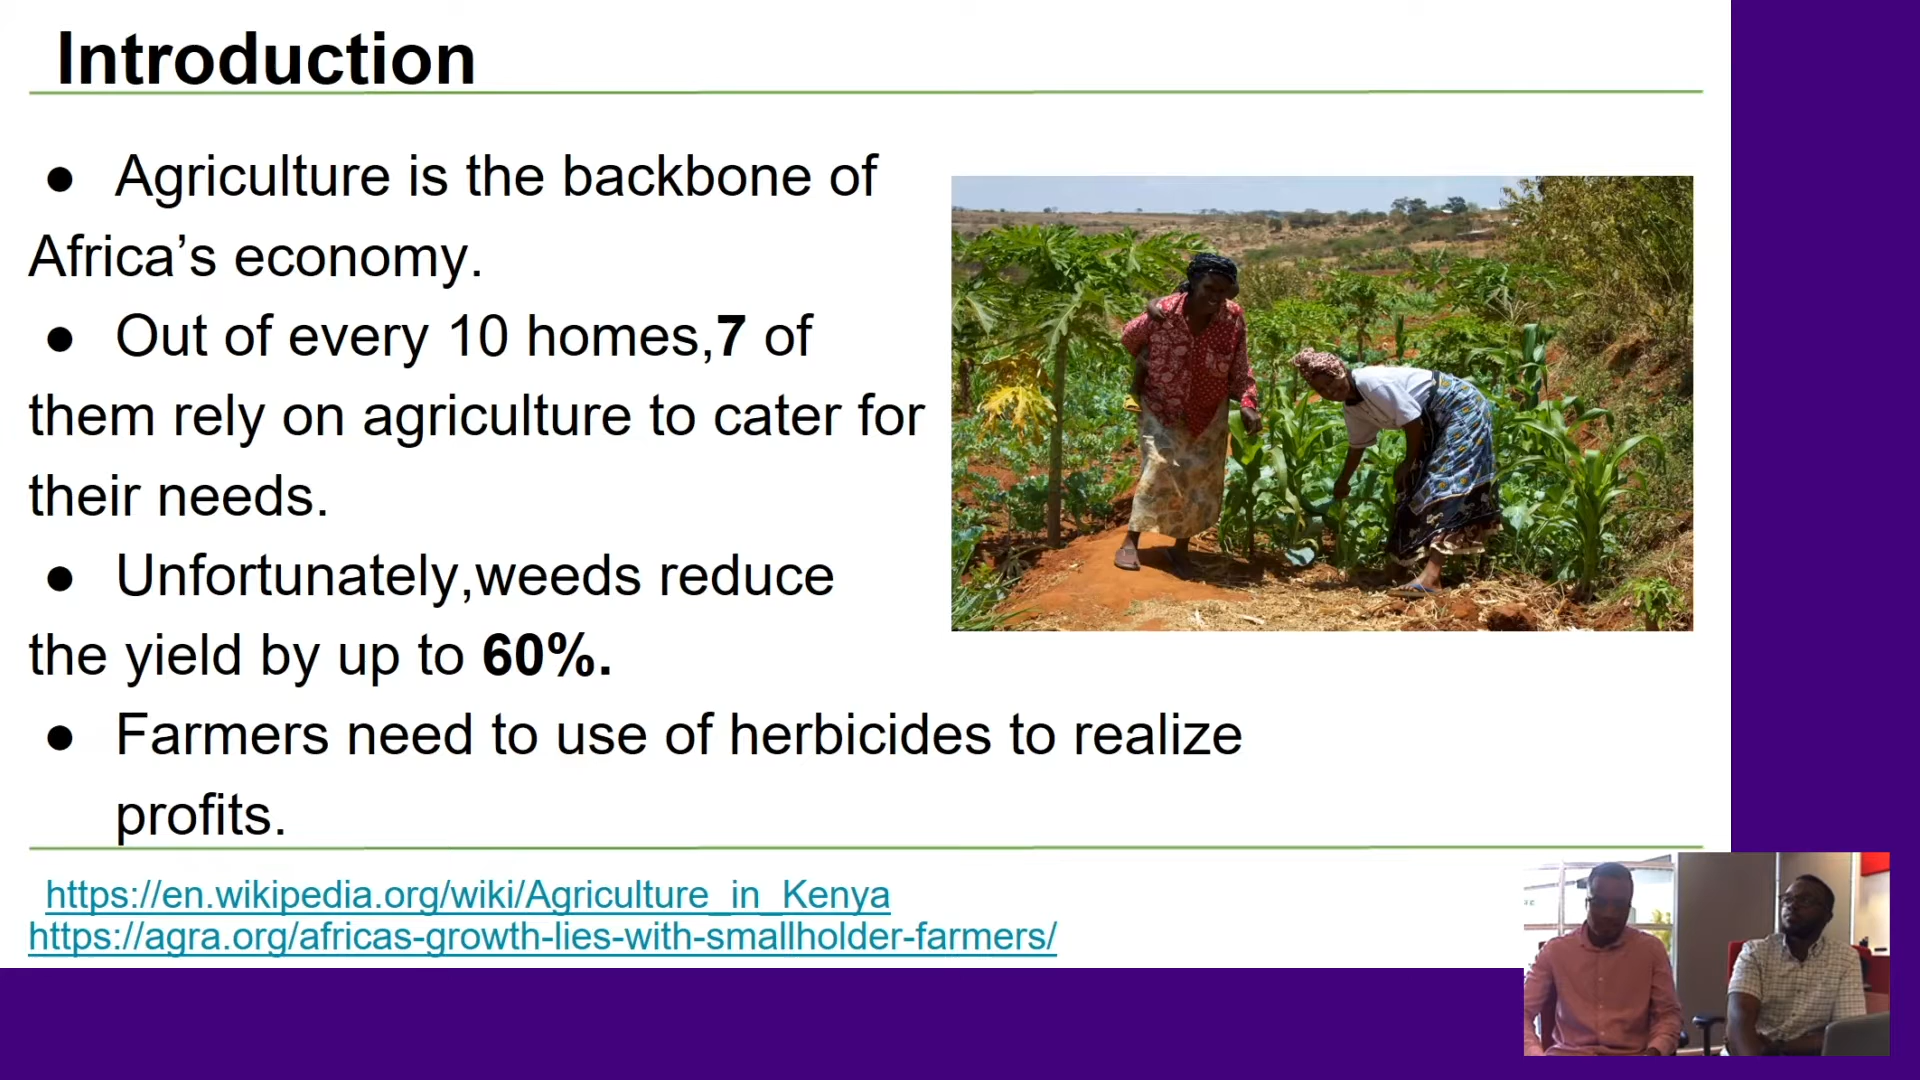 Introduction
● Agriculture is the backbone of
Africa’s economy.
● Out of every 10 homes,7 of
them rely on agriculture to cater for
their needs.
● Unfortunately,weeds reduce
the yield by up to 60%.
● Farmers need to use of herbicides to realize
profits.
https://en.wikipedia.org/wiki/Agriculture_in_Kenya
https://agra.org/africas-growth-lies-with-smallholder-farmers/